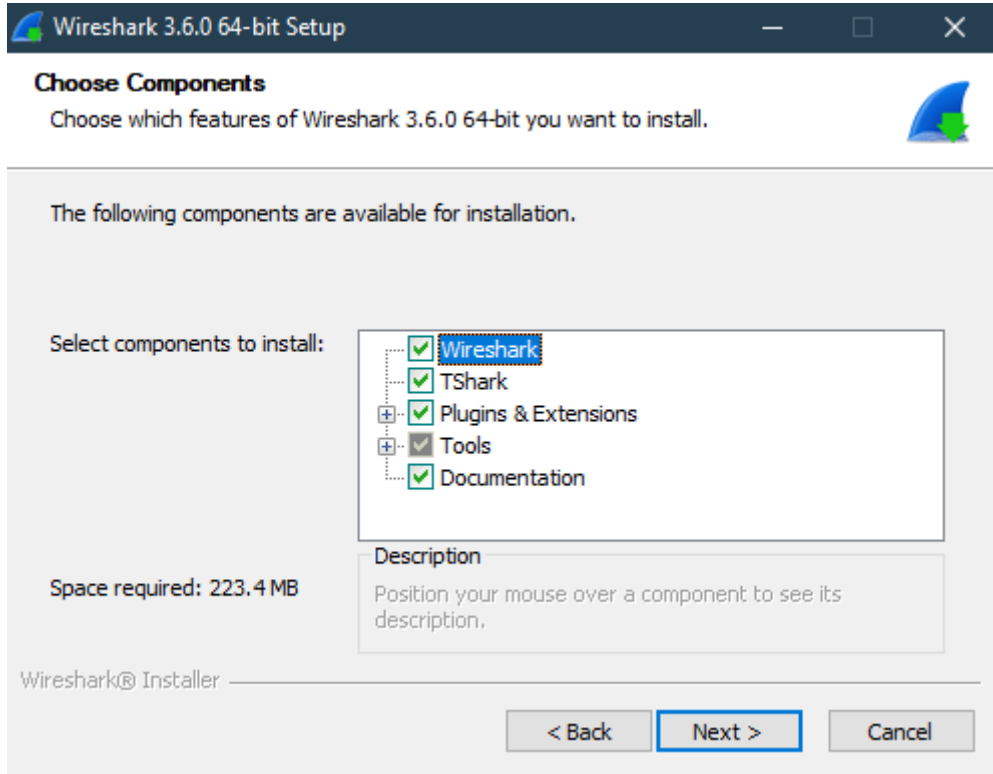 Wireshark 3.6.0 64-bit Setup
Choose Components
Choose which features of Wireshark 3.6.0 64-bit you want to install.
The following components are available for installation.
Select components to install:
Wireshark
TShark
Plugins & Extensions
Tools
Documentation
Space required: 223.4 MB
Description
Position your mouse over a component to see its
description.
Wireshark® Installer
< Back
Next >
Cancel